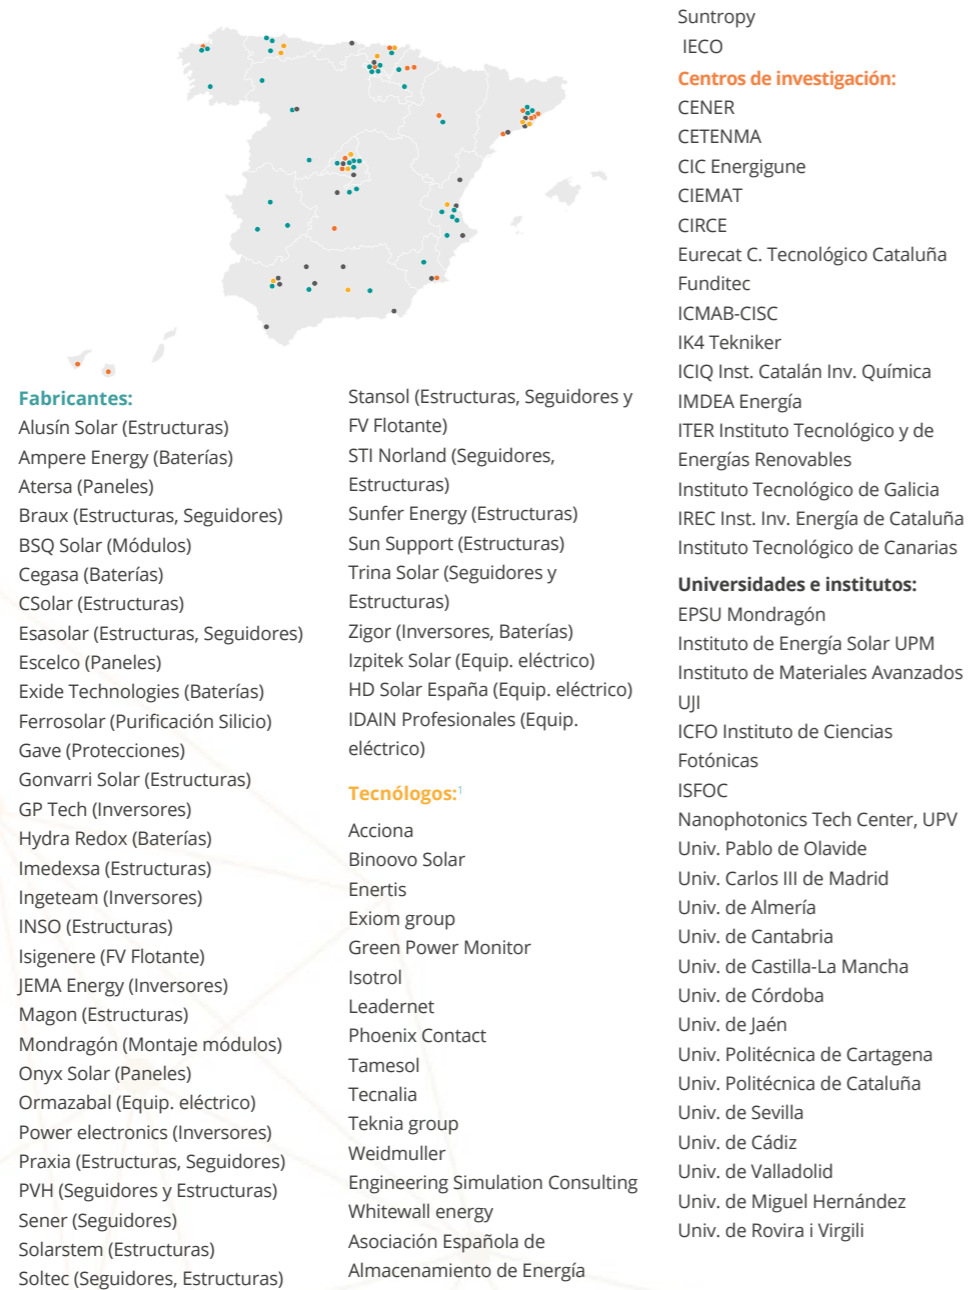 Fabricantes:
Alusín Solar (Estructuras)
Ampere Energy (Baterías)
Atersa (Paneles)
Braux (Estructuras, Seguidores)
BSQ Solar (Módulos)
Cegasa (Baterías)
CSolar (Estructuras)
Esasolar (Estructuras, Seguidores)
Escelco (Paneles)
Exide Technologies (Baterías)
Ferrosolar (Purificación Silicio)
Gave (Protecciones)
Gonvarri Solar (Estructuras)
GP Tech (Inversores)
Hydra Redox (Baterías)
Imedexsa (Estructuras)
Ingeteam (Inversores)
INSO (Estructuras)
Isigenere (FV Flotante)
JEMA Energy (Inversores)
Magon (Estructuras)
Mondragón (Montaje módulos)
Onyx Solar (Paneles)
Ormazabal (Equip. eléctrico)
Power electronics (Inversores)
Praxia (Estructuras, Seguidores)
PVH (Seguidores y Estructuras)
Sener (Seguidores)
Solarstem (Estructuras)
Soltec (Seguidores, Estructuras)
Stansol (Estructuras, Seguidores y
FV Flotante)
STI Norland (Seguidores,
Estructuras)
Sunfer Energy (Estructuras)
Sun Support (Estructuras)
Trina Solar (Seguidores y
Estructuras)
Zigor (Inversores, Baterías)
Izpitek Solar (Equip. eléctrico)
HD Solar España (Equip. eléctrico)
IDAIN Profesionales (Equip.
eléctrico)
Tecnólogos:¹
Acciona
Binoovo Solar
Enertis
Exiom group
Green Power Monitor
Isotrol
Leadernet
Phoenix Contact
Tamesol
Tecnalia
Teknia group
Weidmuller
Engineering Simulation Consulting
Whitewall energy
Asociación Española de
Almacenamiento de Energía
Suntropy
IECO
Centros de investigación:
CENER
CETENMA
CIC Energigune
CIEMAT
CIRCE
Eurecat C. Tecnológico Cataluña
Funditec
ICMAB-CISC
IK4 Tekniker
ICIQ Inst. Catalán Inv. Química
IMDEA Energía
ITER Instituto Tecnológico y de
Energías Renovables
Instituto Tecnológico de Galicia
IREC Inst. Inv. Energía de Cataluña
Instituto Tecnológico de Canarias
Universidades e institutos:
EPSU Mondragón
Instituto de Energía Solar UPM
Instituto de Materiales Avanzados
UJI
ICFO Instituto de Ciencias
Fotónicas
ISFOC
Nanophotonics Tech Center, UPV
Univ. Pablo de Olavide
Univ. Carlos III de Madrid
Univ. de Almería
Univ. de Cantabria
Univ. de Castilla-La Mancha
Univ. de Córdoba
Univ. de Jaén
Univ. Politécnica de Cartagena
Univ. Politécnica de Cataluña
Univ. de Sevilla
Univ. de Cádiz
Univ. de Valladolid
Univ. de Miguel Hernández
Univ. de Rovira i Virgili